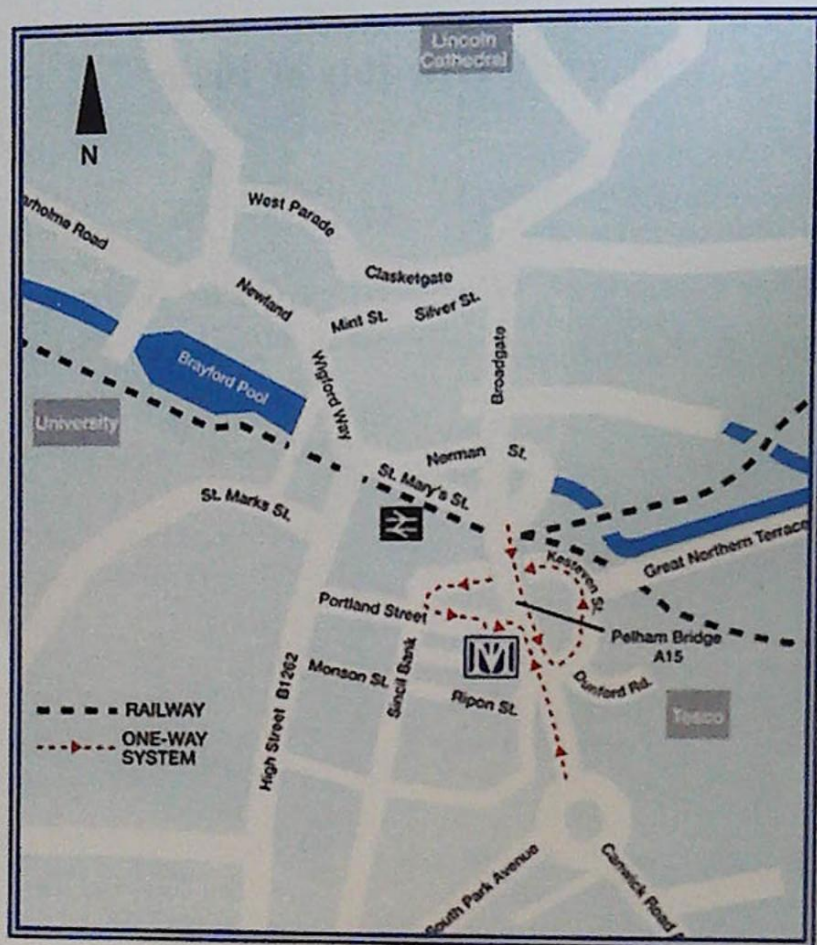 Lincoln
Cathedral
N
West Parade
Road
Clasketgate
Newland
Mint St.
Silver St.
Wigford Way
Broadgate
Brayford Pool
University
Norman St.
St. Mary's St.
St. Marks St.
Great Northern Terrace
Kesteven St.
Portland Street
Pelham Bridge
A15
Monson St.
Sincil Bank
Dunford Rd.
Ripon St.
Tesco
High Street B1262
RAILWAY
ONE-WAY
SYSTEM
South Park Avenue
Canwick Road